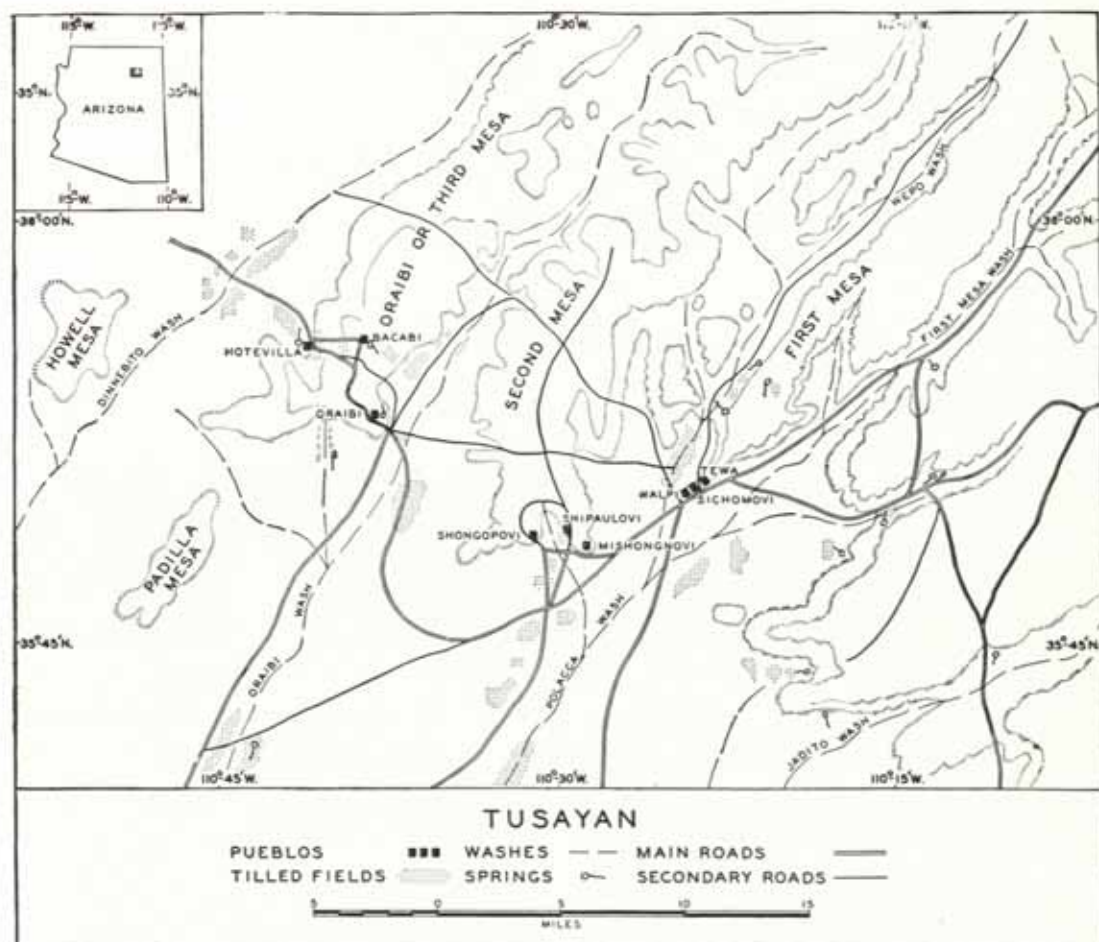 115°W.
110°30'W.
35°N.
35°N.
ARIZONA
115°W.
110°W.
36°00'N.
36°00'N.
ORAIBI OR THIRD MESA
SECOND MESA
FIRST MESA
WEPO WASH
FIRST MESA WASH
HOWELL
MESA
DINNEBITO WASH
HOTEVILLA
BACABI
ORAIBI
TEWA
WALPI
SICHOMOVI
SHIPAULOVI
SHONGOPOVI
MISHONGNOVI
PADILLA
MESA
35°45'N.
35°45'N.
ORAIBI WASH
POLACCA WASH
JADITO WASH
110°45'W.
110°30'W.
110°15'W.
TUSAYAN
PUEBLOS WASHES MAIN ROADS
TILLED FIELDS SPRINGS SECONDARY ROADS
5 0 5 10 15
MILES